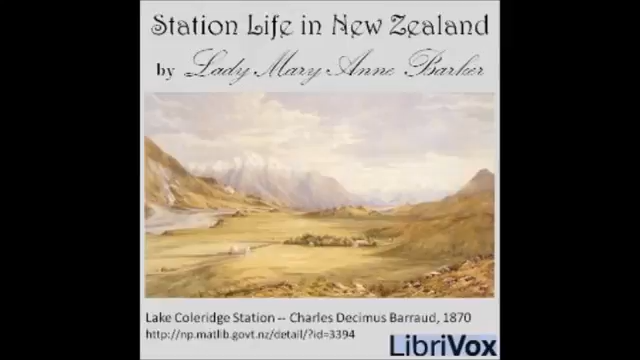 Station Life in New Zealand
by Lady Mary Anne Barker
Lake Coleridge Station -- Charles Decimus Barraud, 1870
http://np.matlib.govt.nz/detail/?id=3394
LibriVox